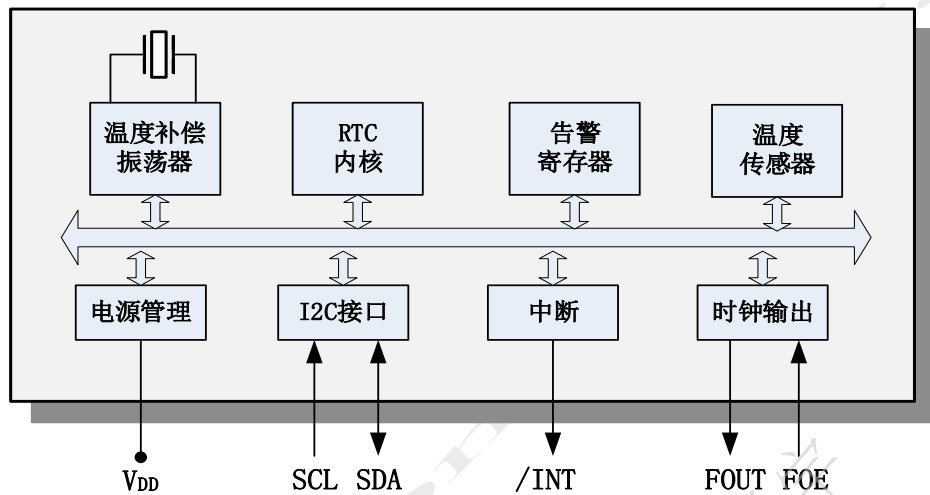 温度补偿
振荡器
RTC
内核
告警
寄存器
温度
传感器
电源管理
I2C接口
中断
时钟输出
VDD
SCL
SDA
/INT
FOUT
FOE